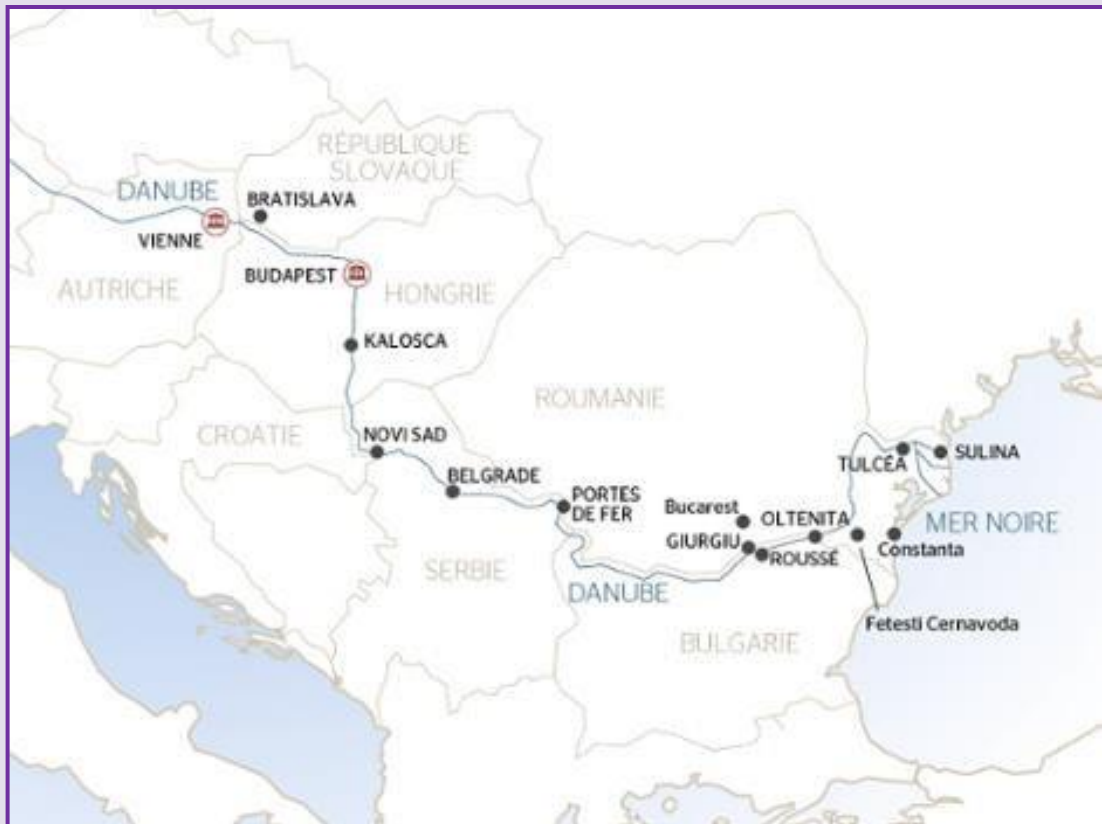 RÉPUBLIQUE
SLOVAQUE
DANUBE
BRATISLAVA
VIENNE
BUDAPEST
AUTRICHE
HONGRIE
KALOSCA
ROUMANIE
CROATIE
NOVI SAD
TULCÉA
SULINA
BELGRADE
PORTES
DE FER
Bucarest
OLTENITA
MER NOIRE
GIURGIU
ROUSSÉ
Constanta
SERBIE
DANUBE
Fetesti Cernavoda
BULGARIE